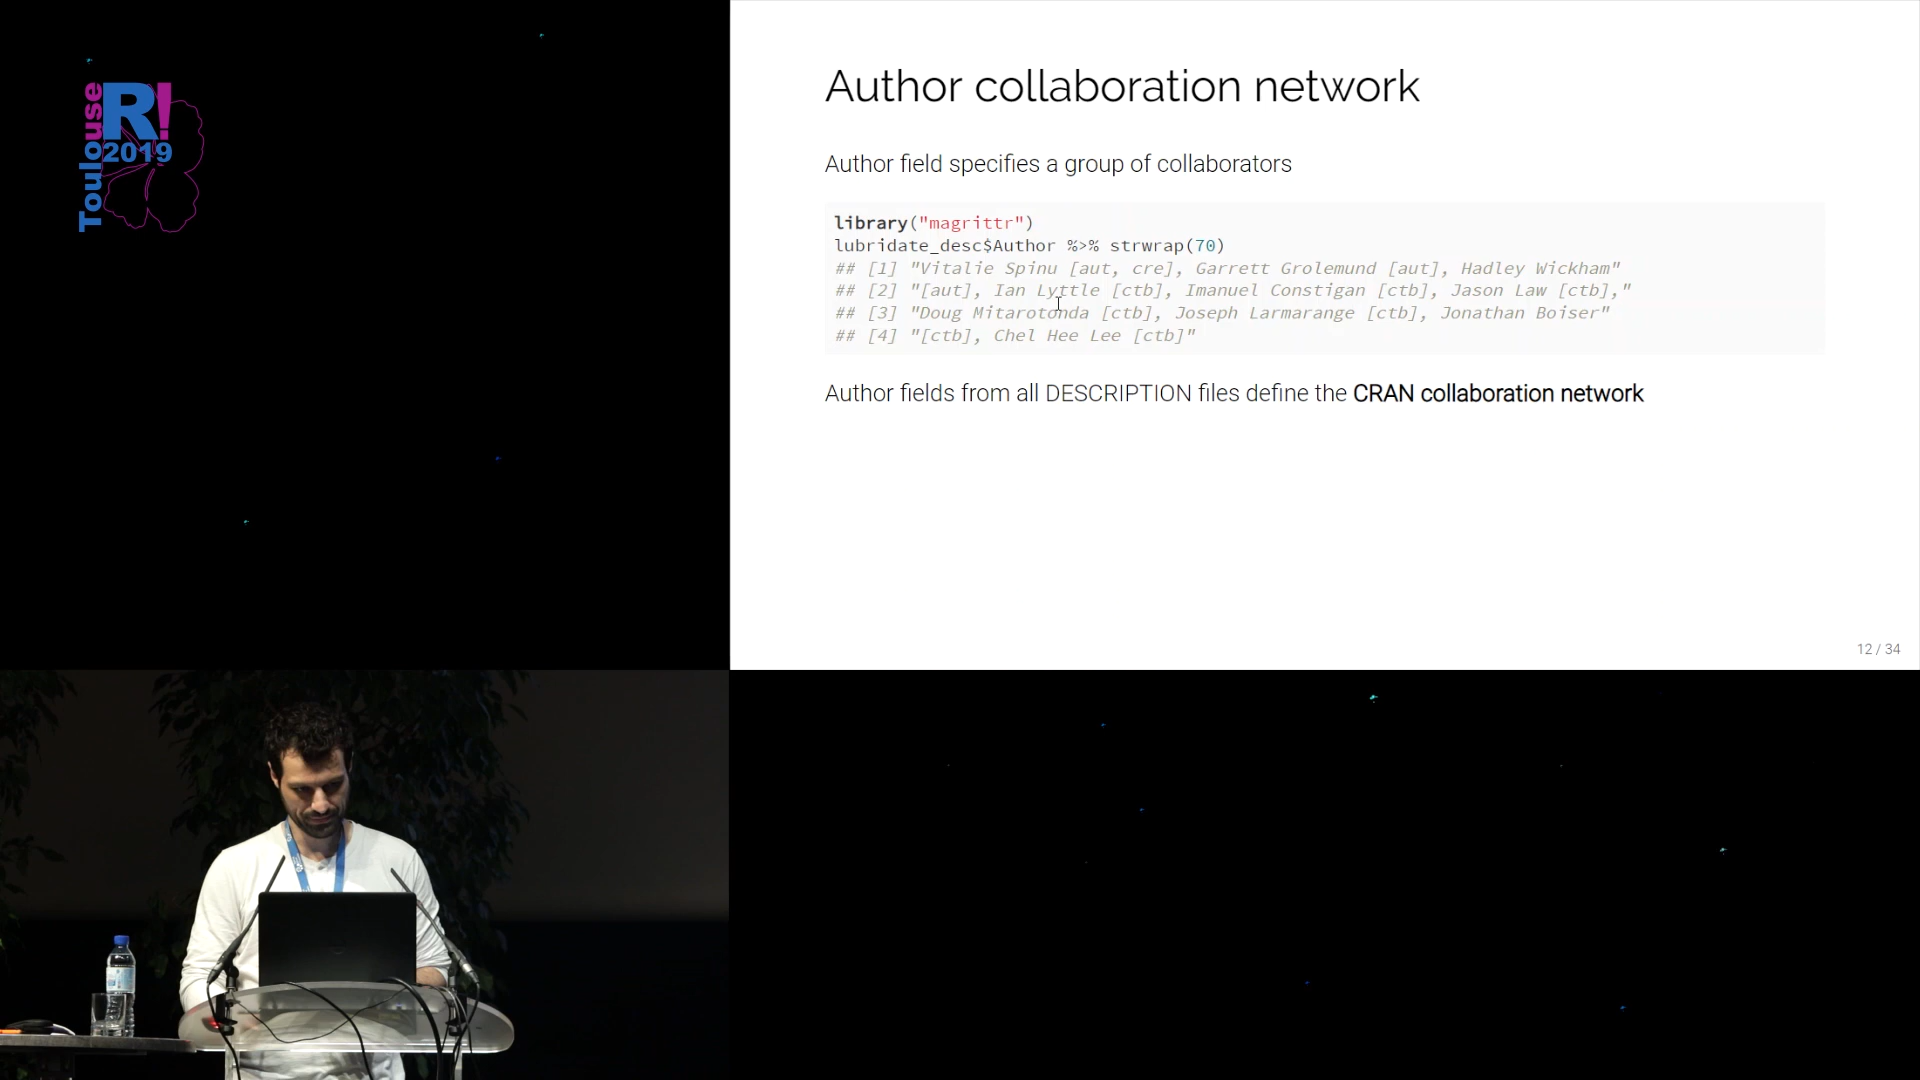 Toulouse
R!
2019
Author collaboration network
Author field specifies a group of collaborators
library("magrittr")
lubridate_desc$Author %>% strwrap(70)
## [1] "Vitalie Spinu [aut, cre], Garrett Grolemund [aut], Hadley Wickham"
## [2] "[aut], Ian Lyttle [ctb], Imanuel Constigan [ctb], Jason Law [ctb],"
## [3] "Doug Mitarotonda [ctb], Joseph Larmarange [ctb], Jonathan Boiser"
## [4] "[ctb], Chel Hee Lee [ctb]"
Author fields from all DESCRIPTION files define the CRAN collaboration network
12 / 34